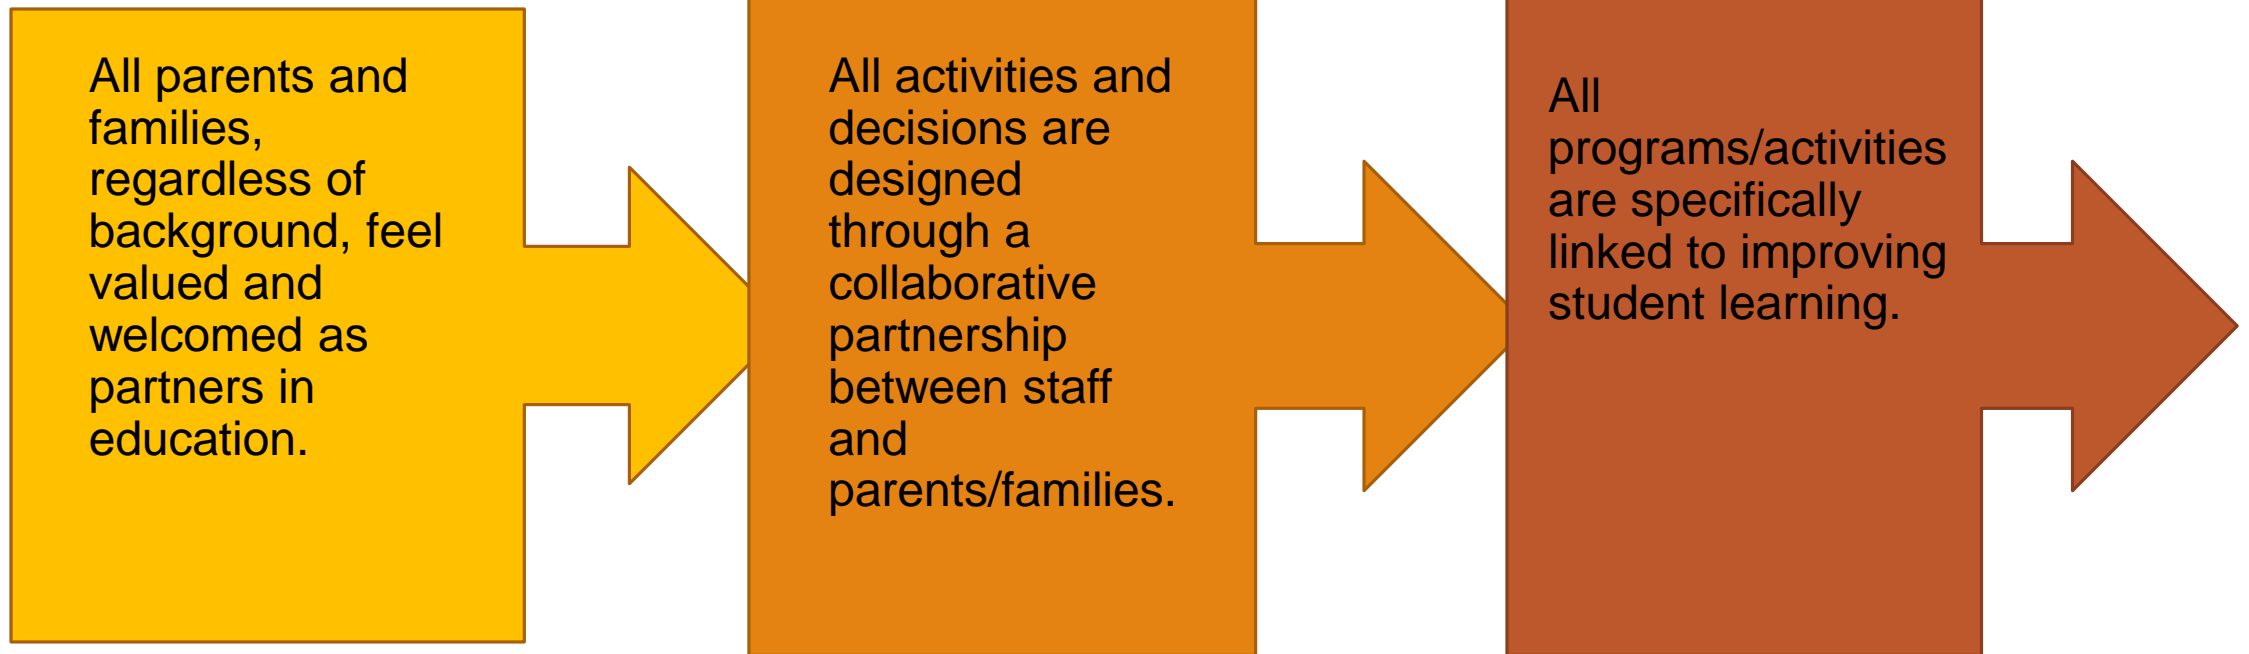 All parents and
families,
regardless of
background, feel
valued and
welcomed as
partners in
education.
All activities and
decisions are
designed
through a
collaborative
partnership
between staff
and
parents/families.
All
programs/activities
are specifically
linked to improving
student learning.